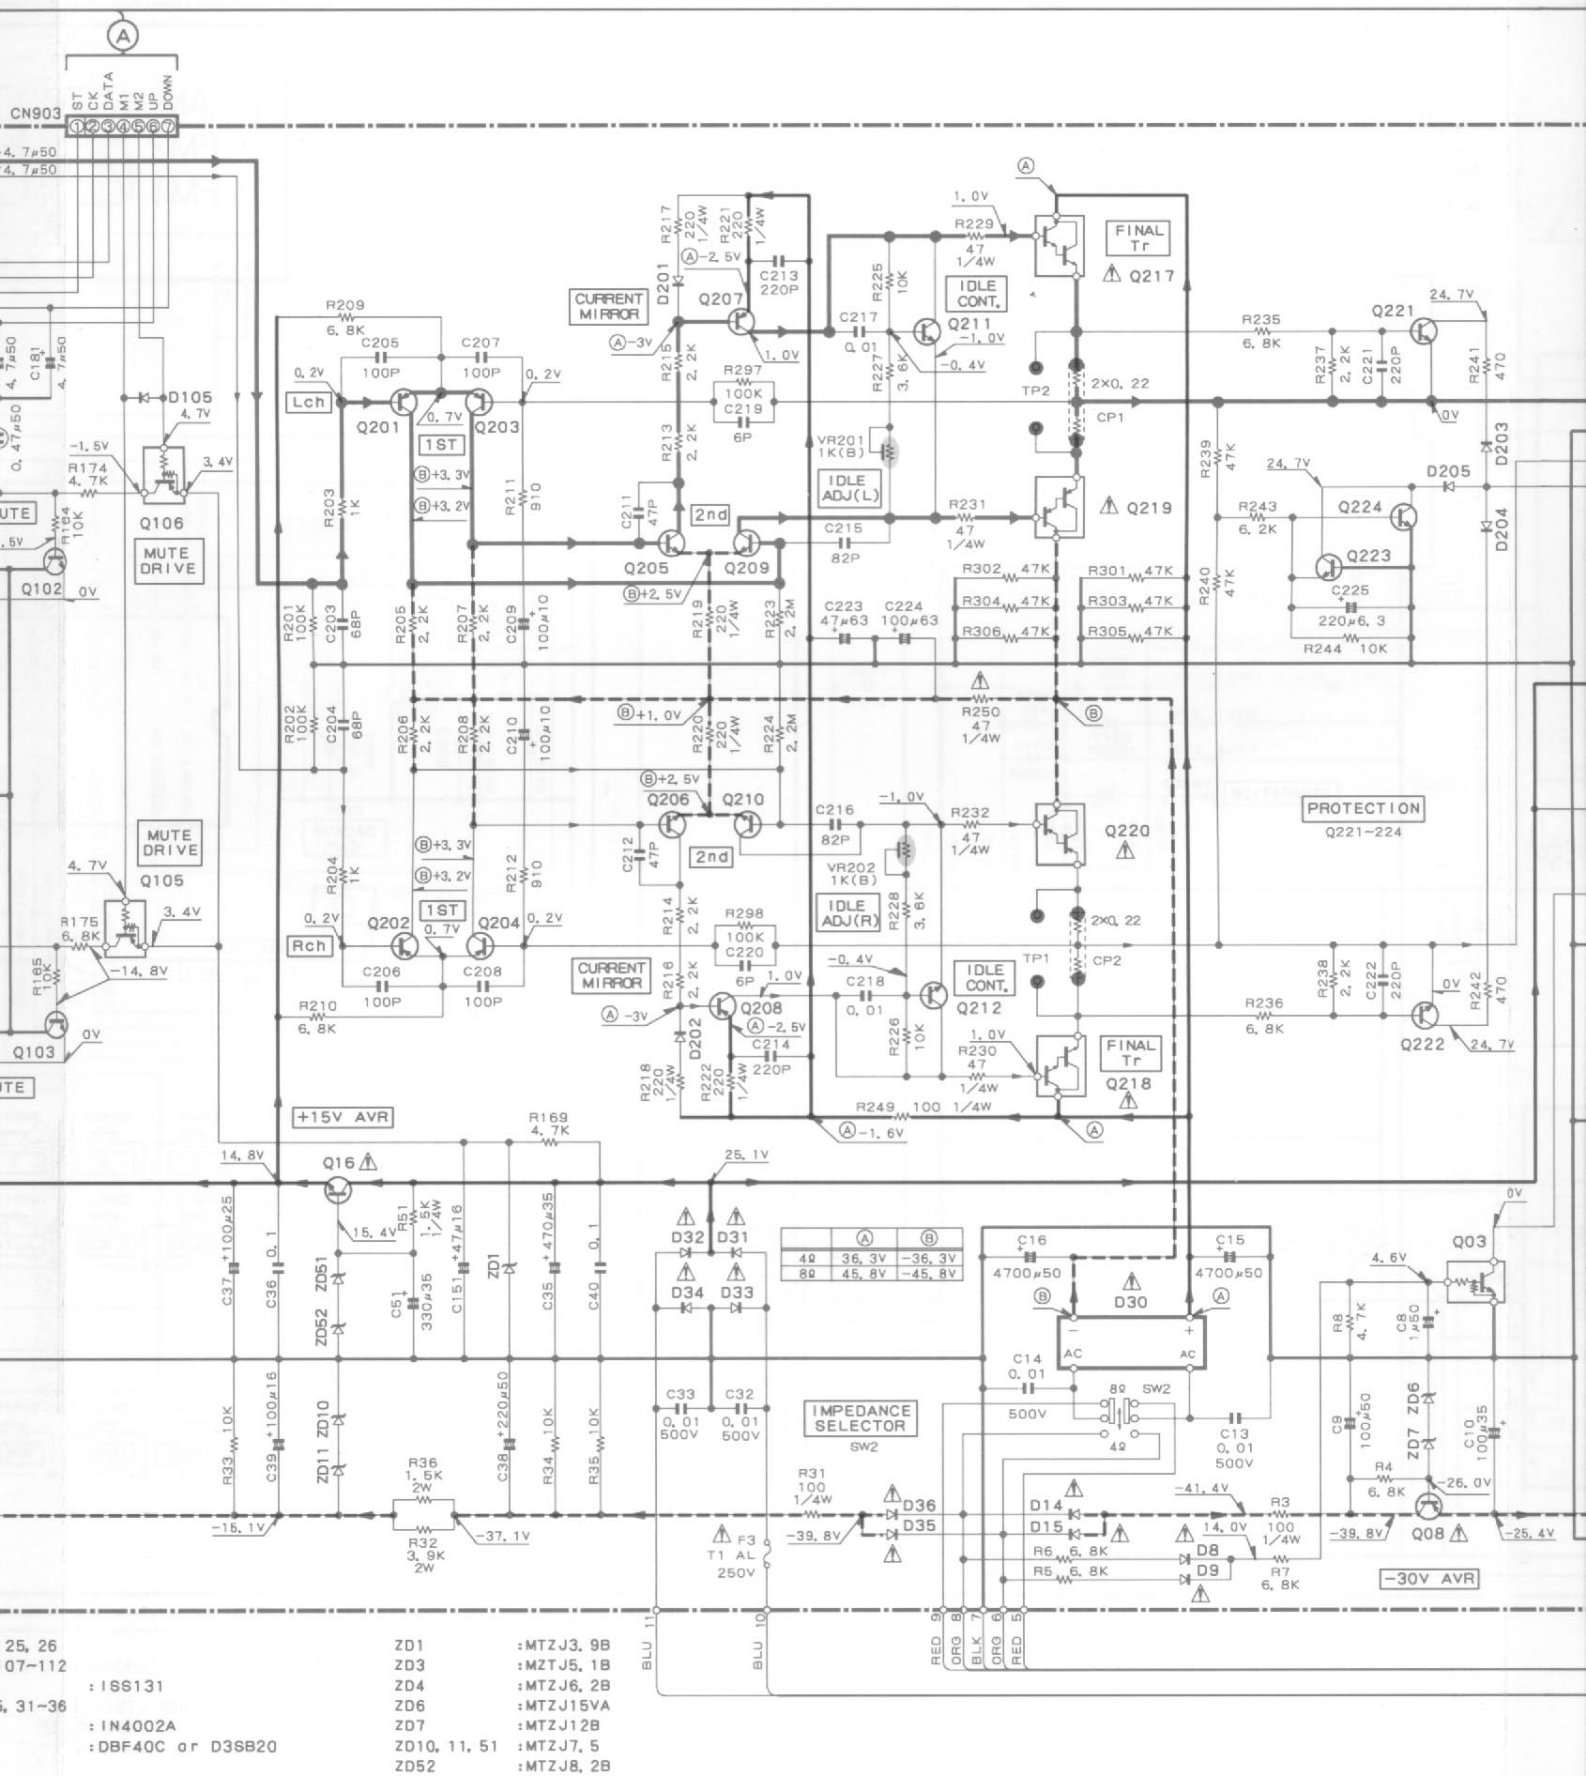 A
ST
CK
DATA
M1
M2
UP
DOWN
CN903
1 2 3 4 5 6 7
4.7µ50
4.7µ50
4.7µ50
C181
4.7µ50
0.47µ50
D105
4.7V
-1.5V
R174
4.7K
3.4V
UTE
R164
10K
.5V
Q106
MUTE
DRIVE
Q102
0V
MUTE
DRIVE
4.7V
Q105
R175
6.8K
3.4V
R165
10K
-14.8V
Q103
0V
UTE
R209
6.8K
C205
100P
C207
100P
0.2V
0.2V
Lch
Q201
0.7V
Q203
1ST
B+3.3V
B+3.2V
R203
1K
R211
910
R201
100K
C203
68P
R205
2.2K
R207
2.2K
C209
100µ10
R202
100K
C204
68P
R206
2.2K
R208
2.2K
C210
100µ10
B+3.3V
B+3.2V
R204
1K
R212
910
1ST
0.2V
Q202
0.7V
Q204
0.2V
Rch
C206
100P
C208
100P
R210
6.8K
R217
220
1/4W
R221
220
1/4W
A-2.5V
D201
C213
220P
CURRENT
MIRROR
Q207
A-3V
1.0V
R215
2.2K
R297
100K
C219
6P
R213
2.2K
C211
47P
2nd
Q205
Q209
B+2.5V
R219
220
1/4W
R223
2.2M
B+1.0V
R220
220
1/4W
R224
2.2M
B+2.5V
Q206
Q210
C212
47P
2nd
R214
2.2K
R298
100K
C220
6P
CURRENT
MIRROR
R216
2.2K
1.0V
A-3V
Q208
A-2.5V
D202
C214
220P
R218
220
1/4W
R222
220
1/4W
A
1.0V
R229
47
1/4W
FINAL
Tr
Q217
R225
10K
IDLE
CONT.
C217
0.01
Q211
-1.0V
R227
3.6K
-0.4V
TP2
2X0.22
CP1
VR201
1K(B)
IDLE
ADJ(L)
R231
47
1/4W
Q219
C215
82P
R302 47K
R301 47K
R304 47K
R303 47K
R306 47K
R305 47K
C223
47µ63
C224
100µ63
R250
47
1/4W
B
-1.0V
C216
82P
R232
47
1/4W
Q220
VR202
1K(B)
IDLE
ADJ(R)
R228
3.6K
2X0.22
TP1
CP2
-0.4V
IDLE
CONT.
C218
0.01
Q212
R226
10K
1.0V
R230
47
1/4W
FINAL
Tr
Q218
R249 100 1/4W
A-1.6V
A
24.7V
Q221
R235
6.8K
R237
2.2K
C221
220P
R241
470
0V
R239
47K
24.7V
D205
D203
R243
6.2K
Q224
D204
Q223
R240
47K
C225
220µ6.3
R244 10K
PROTECTION
Q221~224
R238
2.2K
C222
220P
0V
R242
470
R236
6.8K
Q222
24.7V
+15V AVR
R169
4.7K
14.8V
Q16
25.1V
C37
100µ25
C36
0.1
15.4V
R51
1.5K
1/4W
ZD51
ZD52
C51
330µ35
C151
47µ16
ZD1
C35
470µ35
C40
0.1
R33
10K
C39
100µ16
ZD11
ZD10
C38
220µ50
R34
10K
R35
10K
R36
1.5K
2W
R32
3.9K
2W
-15.1V
-37.1V
D32
D31
D34
D33
C33
0.01
500V
C32
0.01
500V
A B
4Ω 36.3V -36.3V
8Ω 45.8V -45.8V
C16
4700µ50
C15
4700µ50
D30
B
A
- +
AC AC
C14
0.01
500V
8Ω SW2
4Ω
C13
0.01
500V
IMPEDANCE
SELECTOR
SW2
R31
100
1/4W
-39.8V
D36
D35
D14
D15
-41.4V
R3
100
1/4W
14.0V
R6 6.8K
R5 6.8K
D8
D9
R7
6.8K
F3
T1 AL
250V
0V
Q03
4.6V
R8
4.7K
C8
1µ50
C9
100µ50
ZD7
ZD6
C10
100µ35
R4
6.8K
-26.0V
-39.8V
Q08
-25.4V
-30V AVR
BLU 11
BLU 10
RED 9
ORG 8
BLK 7
ORG 6
RED 5
25, 26
07-112
:ISS131
, 31~36
:IN4002A
:DBF40C or D3SB20
ZD1 :MTZJ3.9B
ZD3 :MZTJ5.1B
ZD4 :MTZJ6.2B
ZD6 :MTZJ15VA
ZD7 :MTZJ12B
ZD10, 11, 51 :MTZJ7.5
ZD52 :MTZJ8.2B